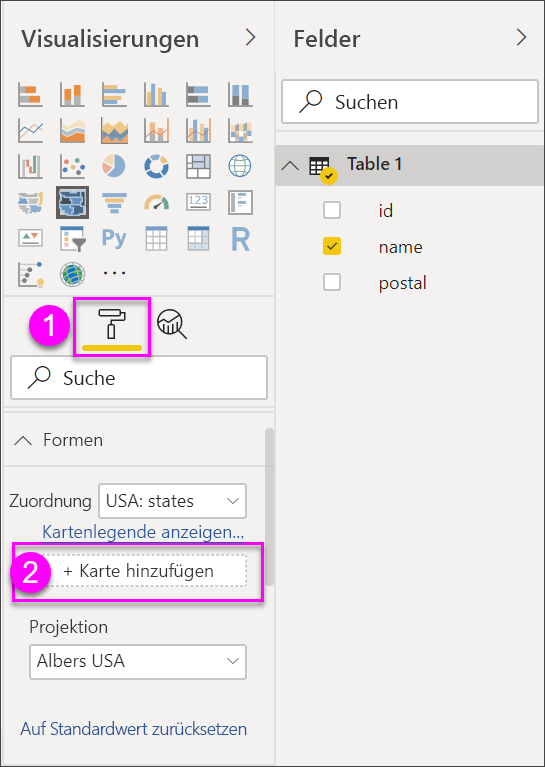 Visualisierungen
Felder
Suchen
Table 1
id
name
postal
123
Py
R
1
Suche
Formen
Zuordnung USA: states
Kartenlegende anzeigen...
2 + Karte hinzufügen
Projektion
Albers USA
Auf Standardwert zurücksetzen